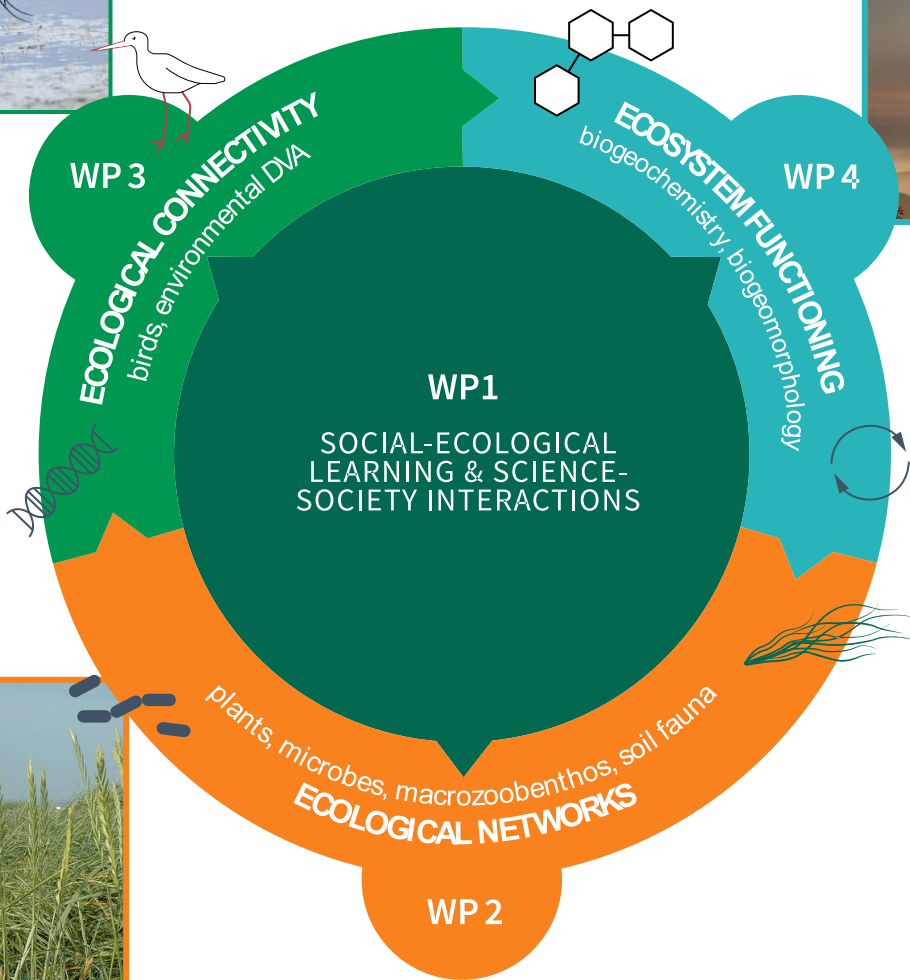 WP 3
ECOLOGICAL CONNECTIVITY
birds, environmental DVA
WP 4
ECOSYSTEM FUNCTIONING
biogeochemistry, biogeomorphology
WP1
SOCIAL-ECOLOGICAL
LEARNING & SCIENCE-
SOCIETY INTERACTIONS
plants, microbes, macrozoobenthos, soil fauna
ECOLOGICAL NETWORKS
WP 2